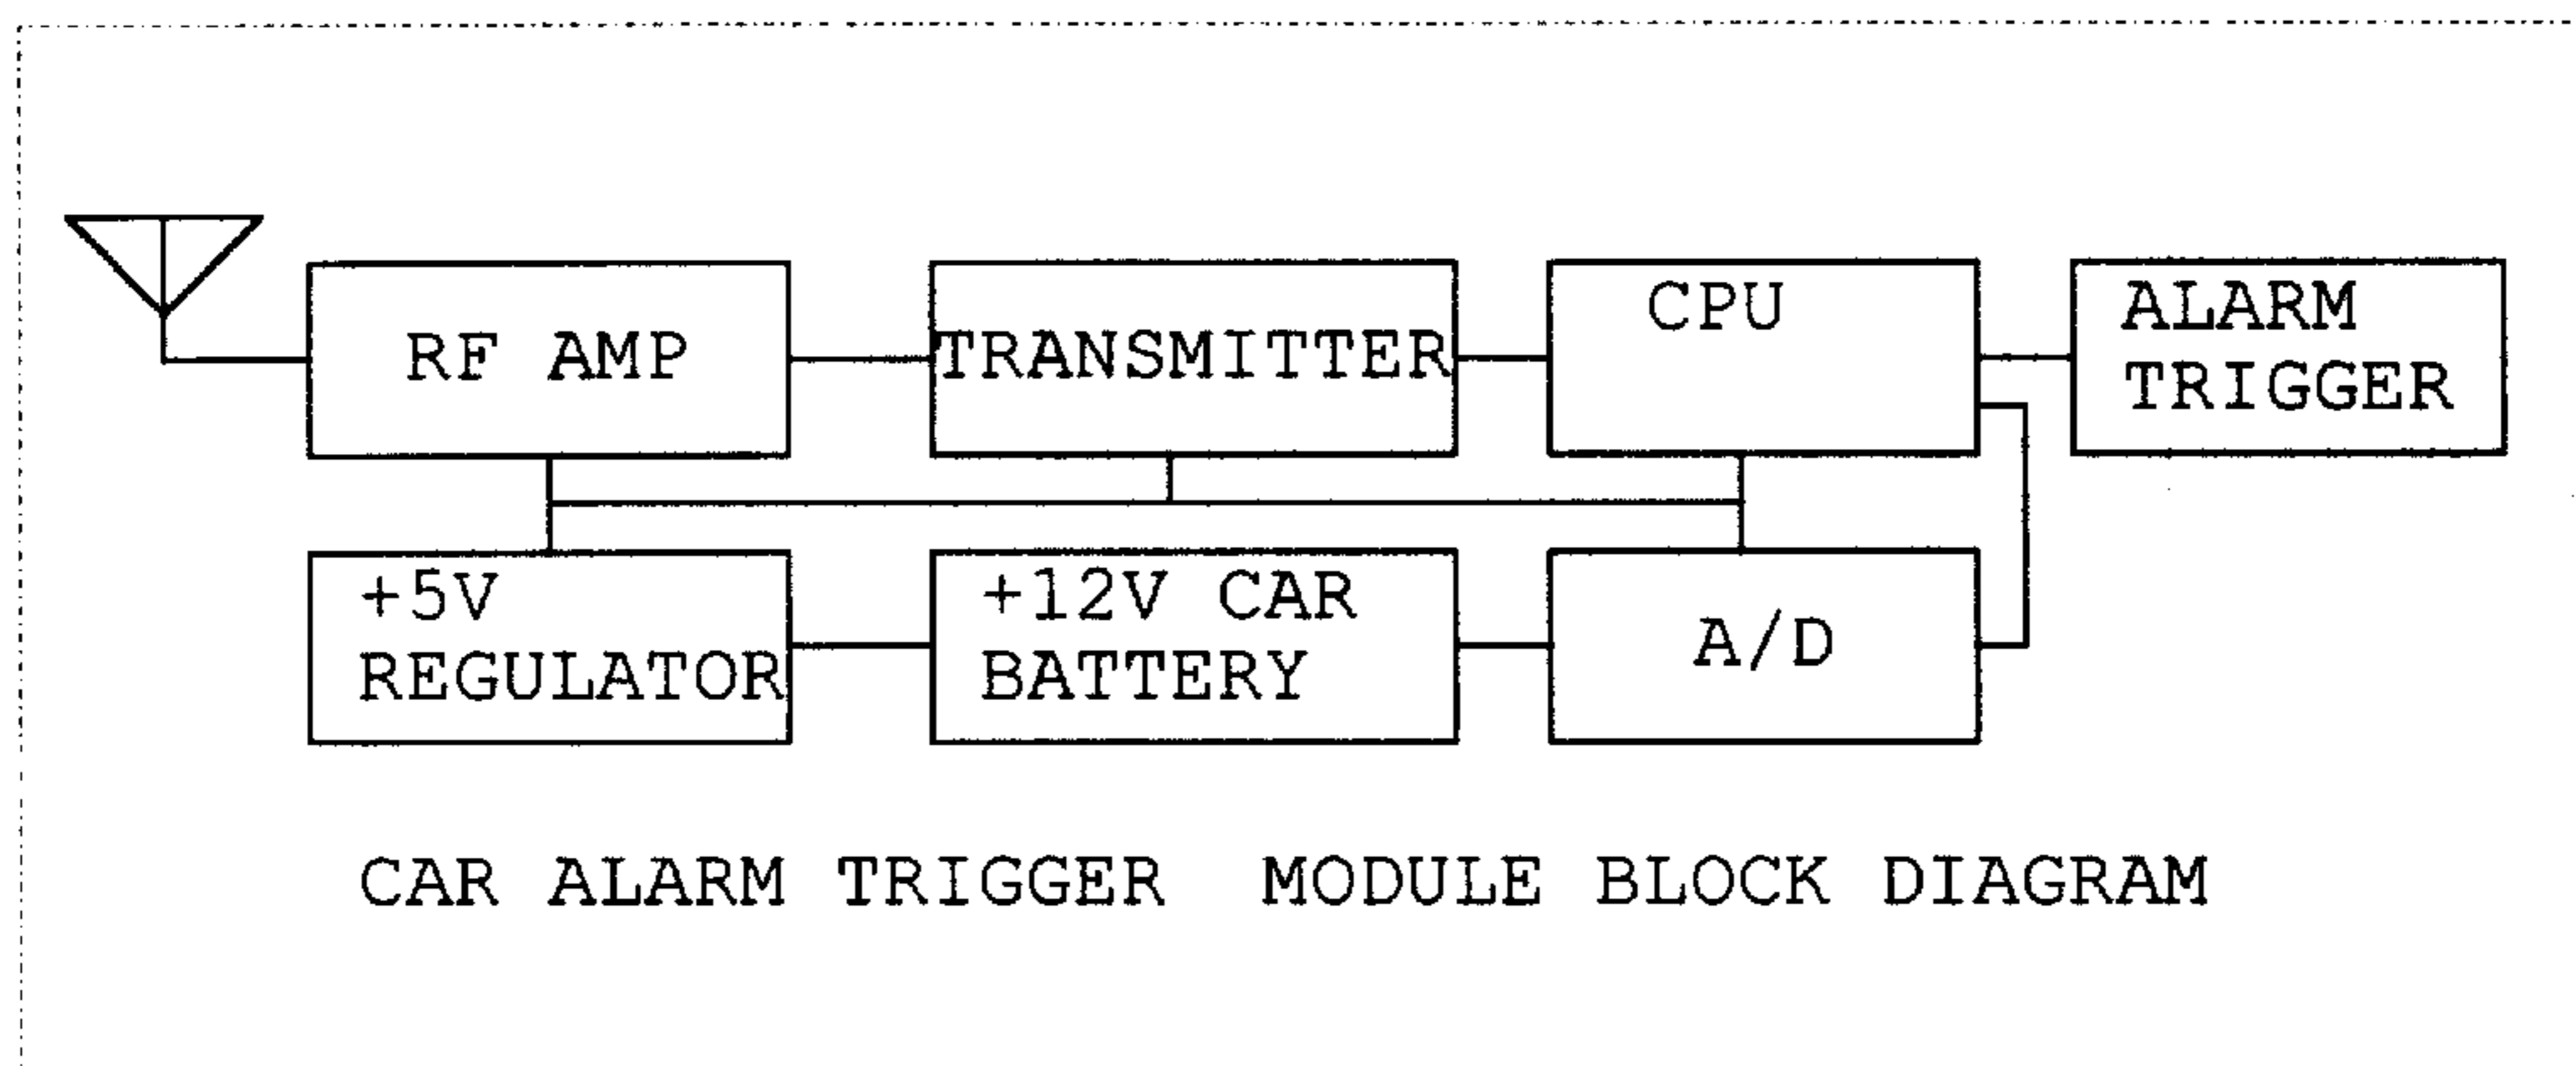 RF AMP
TRANSMITTER
CPU
ALARM
TRIGGER
+5V
REGULATOR
+12V CAR
BATTERY
A/D
CAR ALARM TRIGGER MODULE BLOCK DIAGRAM